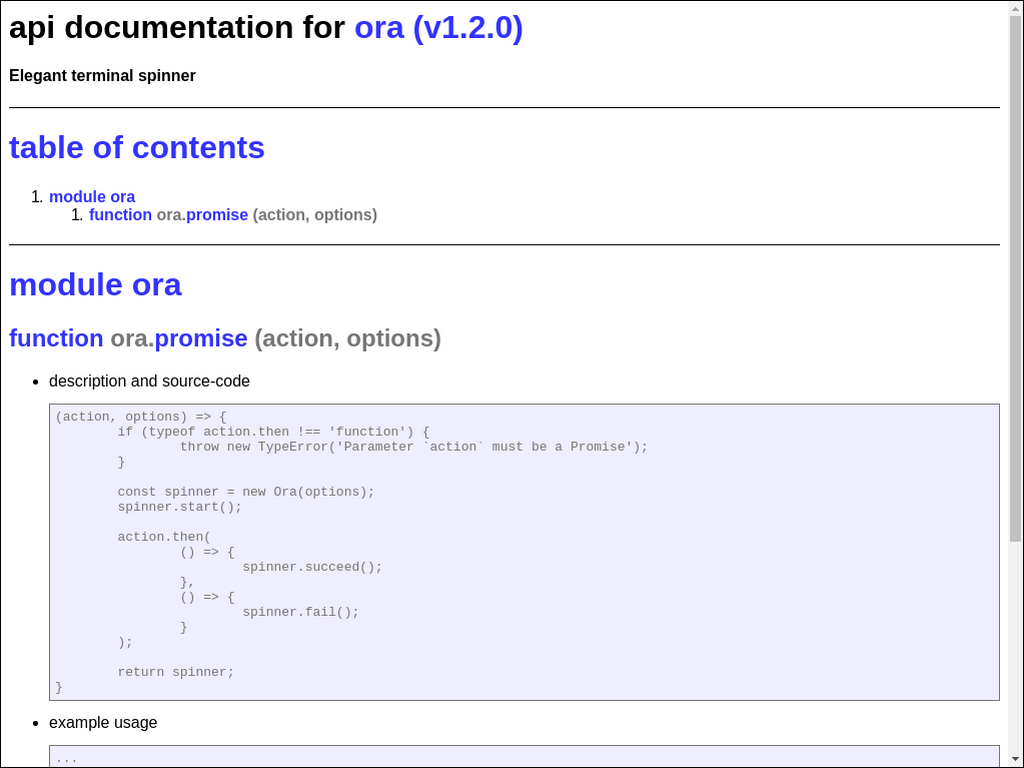 api documentation for ora (v1.2.0)
Elegant terminal spinner
table of contents
1. module ora
1. function ora.promise (action, options)
module ora
function ora.promise (action, options)
• description and source-code
(action, options) => {
        if (typeof action.then !== 'function') {
                throw new TypeError('Parameter `action` must be a Promise');
        }

        const spinner = new Ora(options);
        spinner.start();

        action.then(
                () => {
                        spinner.succeed();
                },
                () => {
                        spinner.fail();
                }
        );

        return spinner;
}
• example usage
...